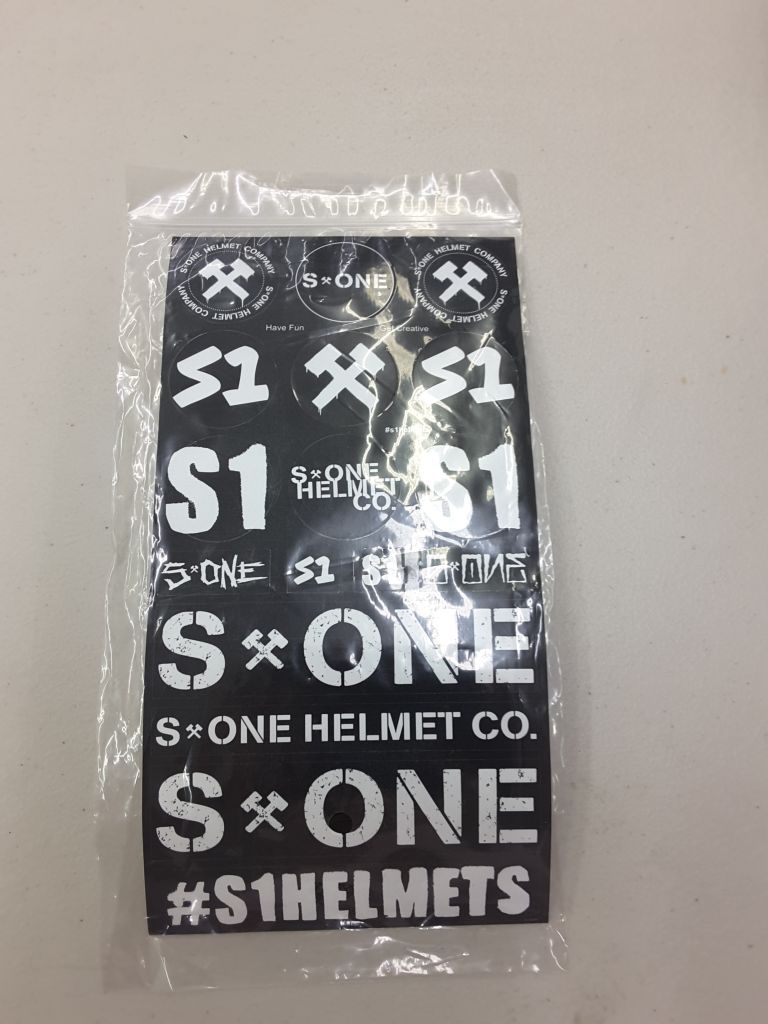 S·ONE HELMET COMPANY S·ONE HELMET COMPANY
S ONE
S·ONE HELMET COMPANY S·ONE HELMET COMPANY
Have Fun
Get Creative
S1
S1
S1
S ONE
HELMET
CO.
S1
S ONE
S1
S1
S ONE
S ONE
S ONE HELMET CO.
S ONE
#S1HELMETS